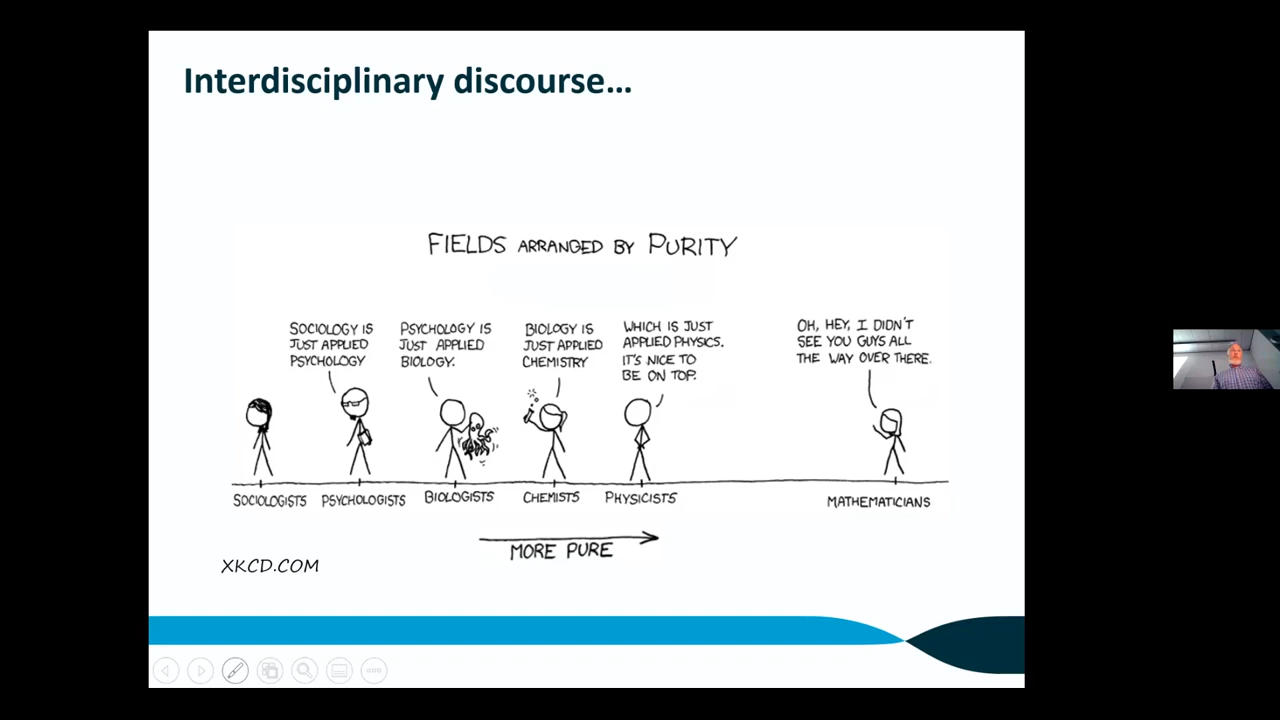 Interdisciplinary discourse...
FIELDS ARRANGED BY PURITY
SOCIOLOGY IS
JUST APPLIED
PSYCHOLOGY
PSYCHOLOGY IS
JUST APPLIED
BIOLOGY.
BIOLOGY IS
JUST APPLIED
CHEMISTRY
WHICH IS JUST
APPLIED PHYSICS.
IT'S NICE TO
BE ON TOP.
OH, HEY, I DIDN'T
SEE YOU GUYS ALL
THE WAY OVER THERE.
SOCIOLOGISTS
PSYCHOLOGISTS
BIOLOGISTS
CHEMISTS
PHYSICISTS
MATHEMATICIANS
MORE PURE
XKCD.COM